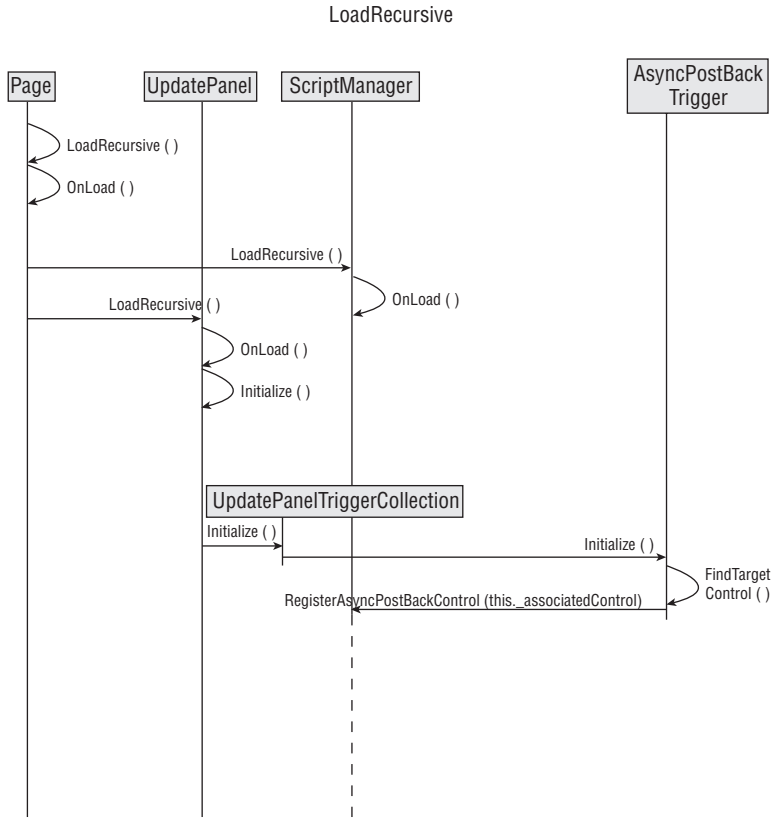 LoadRecursive
Page
UpdatePanel
ScriptManager
AsyncPostBack
Trigger
LoadRecursive ( )
OnLoad ( )
LoadRecursive ( )
OnLoad ( )
LoadRecursive ( )
OnLoad ( )
Initialize ( )
UpdatePanelTriggerCollection
Initialize ( )
Initialize ( )
FindTarget
Control ( )
RegisterAsyncPostBackControl (this._associatedControl)